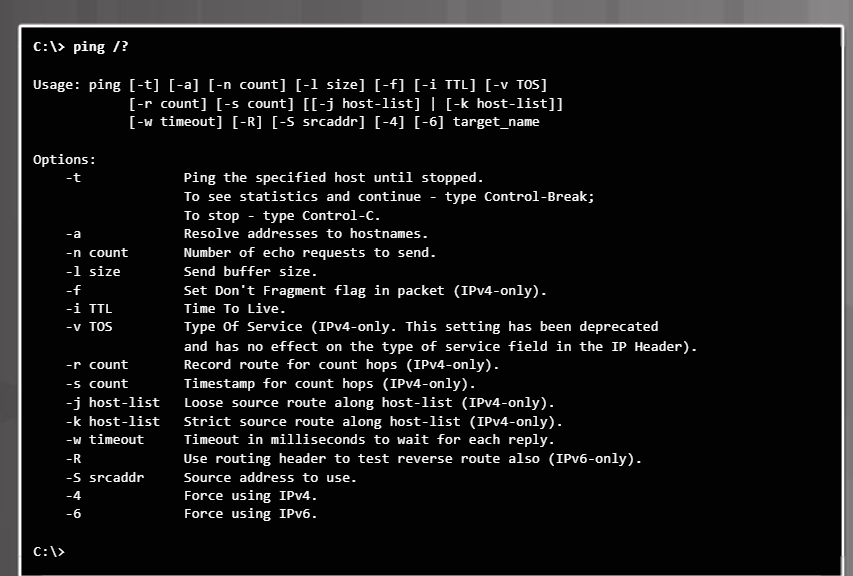 C:\> ping /?
Usage: ping [-t] [-a] [-n count] [-l size] [-f] [-i TTL] [-v TOS]
[-r count] [-s count] [[-j host-list] | [-k host-list]]
[-w timeout] [-R] [-S srcaddr] [-4] [-6] target_name
Options:
-t Ping the specified host until stopped.
To see statistics and continue - type Control-Break;
To stop - type Control-C.
-a Resolve addresses to hostnames.
-n count Number of echo requests to send.
-l size Send buffer size.
-f Set Don't Fragment flag in packet (IPv4-only).
-i TTL Time To Live.
-v TOS Type Of Service (IPv4-only. This setting has been deprecated
and has no effect on the type of service field in the IP Header).
-r count Record route for count hops (IPv4-only).
-s count Timestamp for count hops (IPv4-only).
-j host-list Loose source route along host-list (IPv4-only).
-k host-list Strict source route along host-list (IPv4-only).
-w timeout Timeout in milliseconds to wait for each reply.
-R Use routing header to test reverse route also (IPv6-only).
-S srcaddr Source address to use.
-4 Force using IPv4.
-6 Force using IPv6.
C:\>